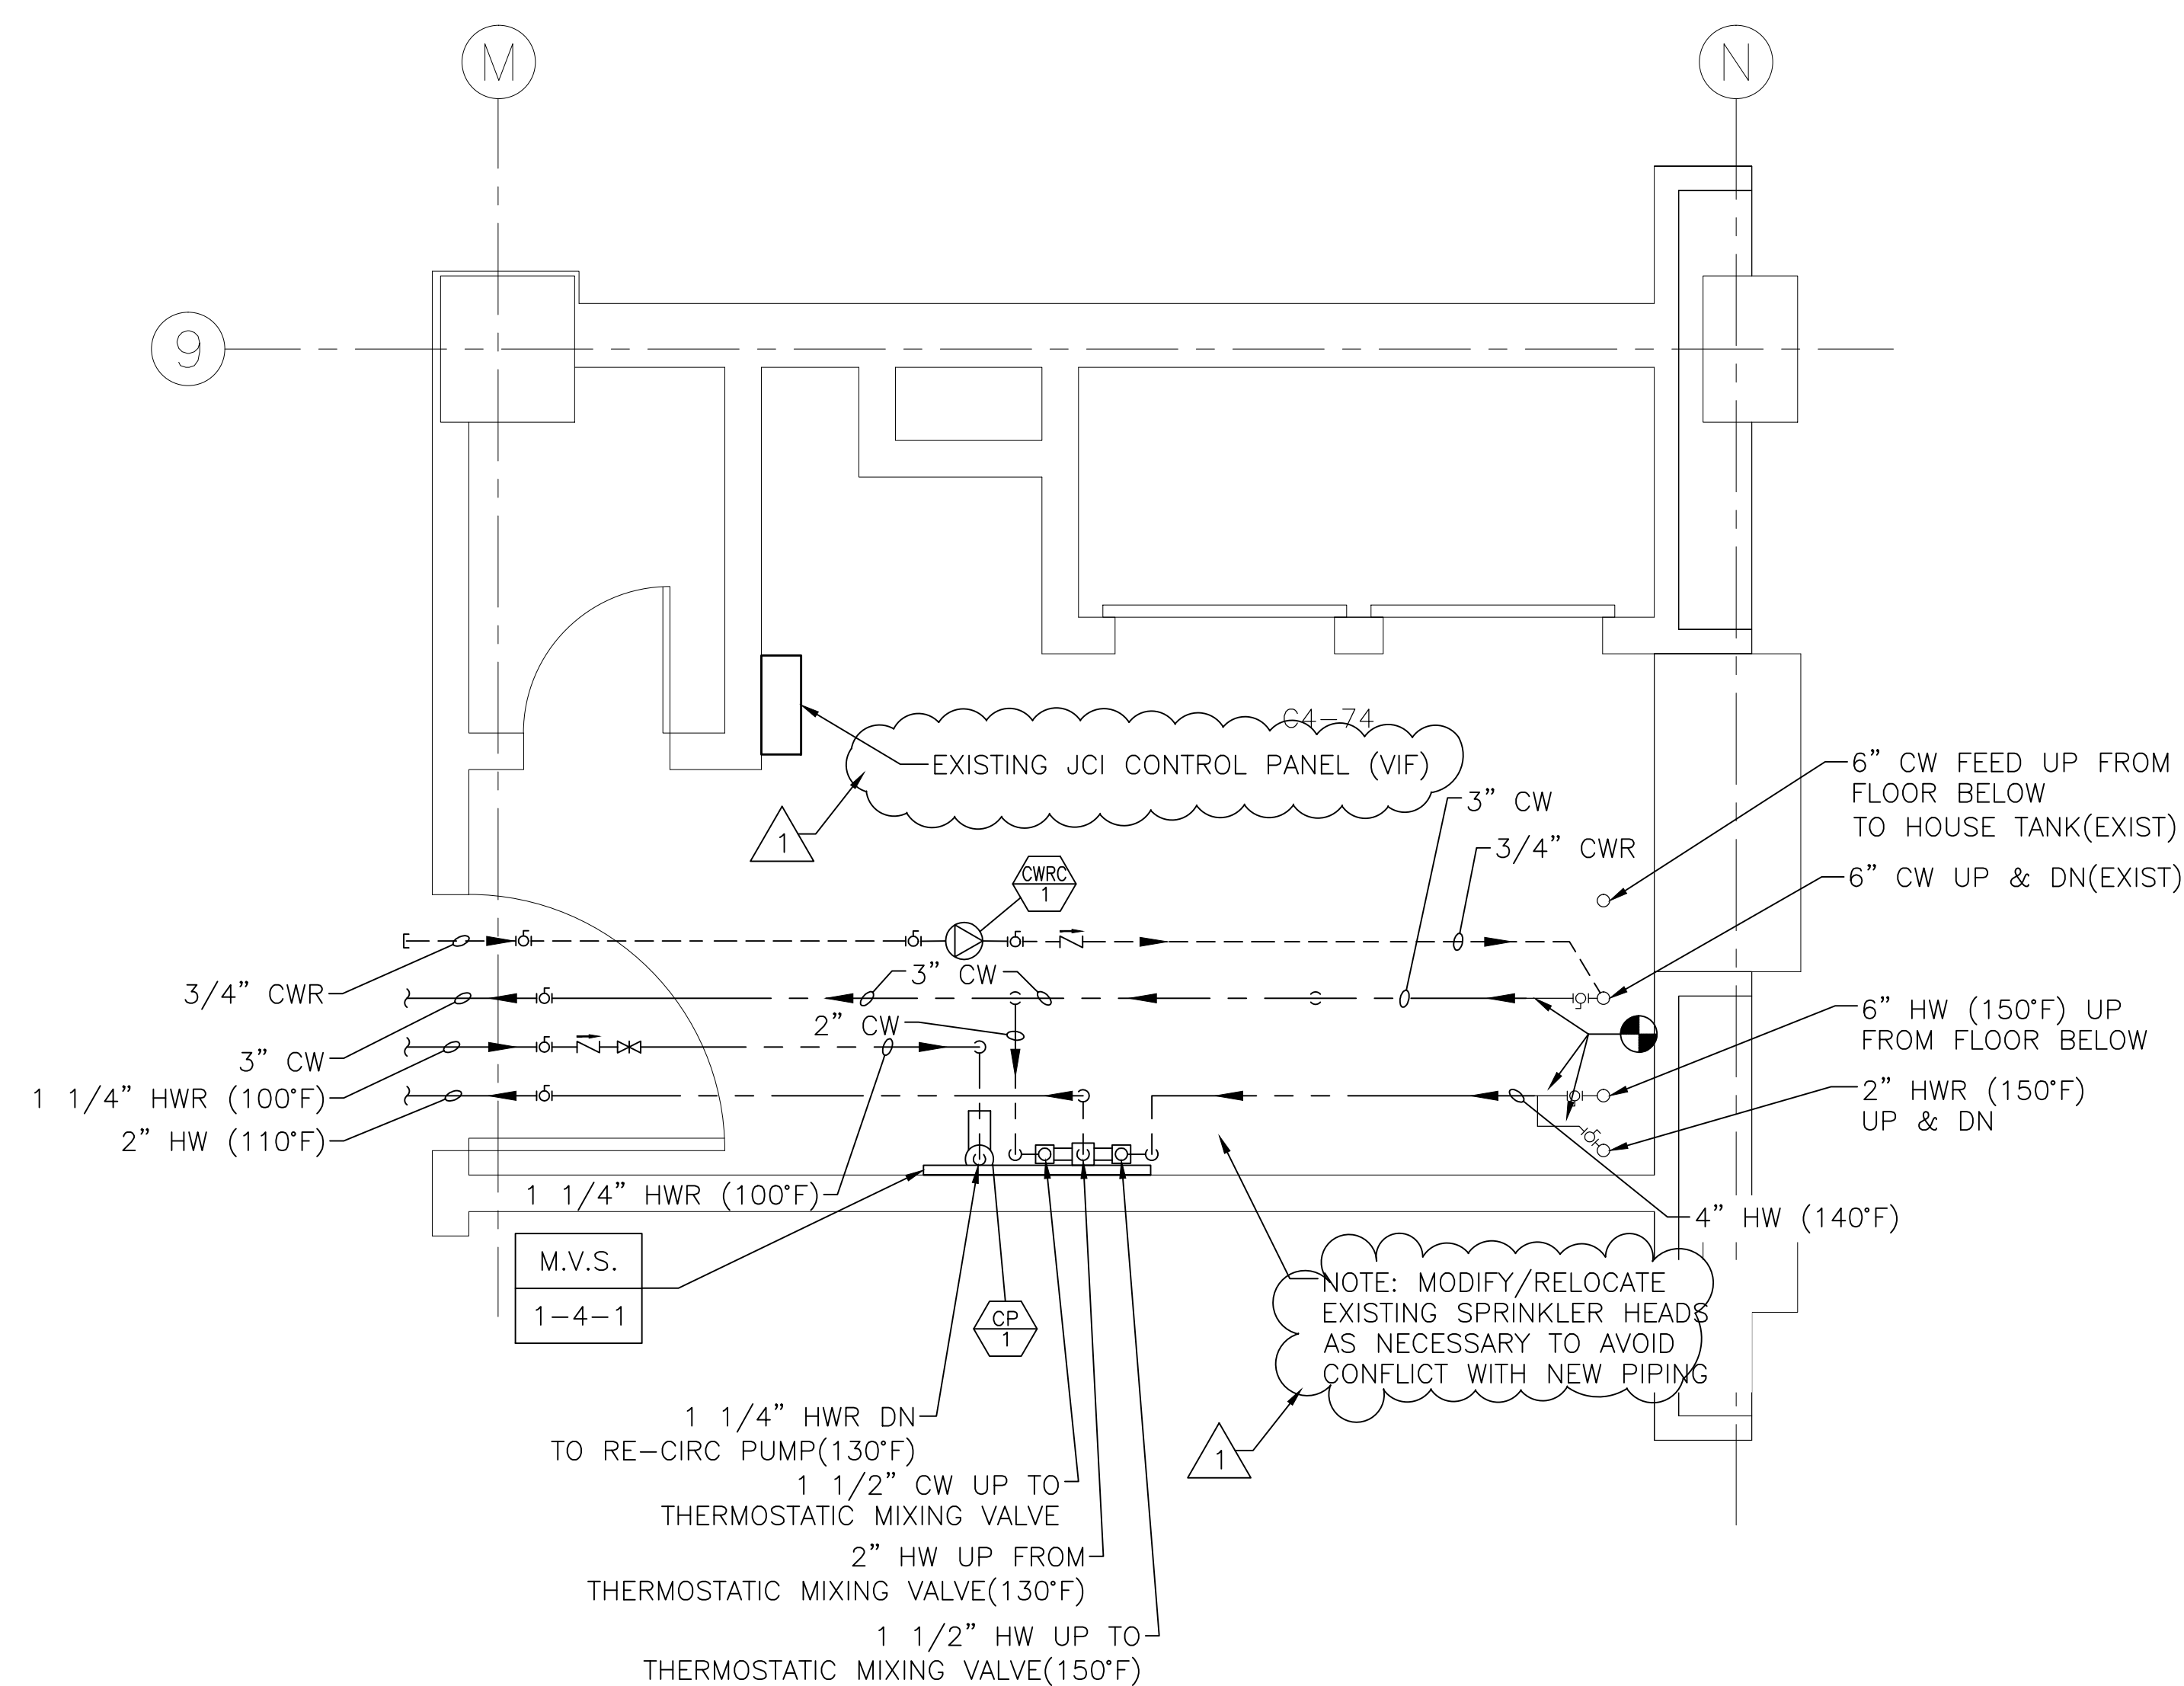 M
N
9
C4-74
EXISTING JCI CONTROL PANEL (VIF)
1
6" CW FEED UP FROM
FLOOR BELOW
TO HOUSE TANK(EXIST)
3" CW
3/4" CWR
6" CW UP & DN(EXIST)
CWRC
1
3" CW
3/4" CWR
2" CW
6" HW (150°F) UP
FROM FLOOR BELOW
3" CW
1 1/4" HWR (100°F)
2" HW (110°F)
2" HWR (150°F)
UP & DN
1 1/4" HWR (100°F)
4" HW (140°F)
M.V.S.
1-4-1
CP
1
NOTE: MODIFY/RELOCATE
EXISTING SPRINKLER HEADS
AS NECESSARY TO AVOID
CONFLICT WITH NEW PIPING
1
1 1/4" HWR DN
TO RE-CIRC PUMP(130°F)
1 1/2" CW UP TO
THERMOSTATIC MIXING VALVE
2" HW UP FROM
THERMOSTATIC MIXING VALVE(130°F)
1 1/2" HW UP TO
THERMOSTATIC MIXING VALVE(150°F)